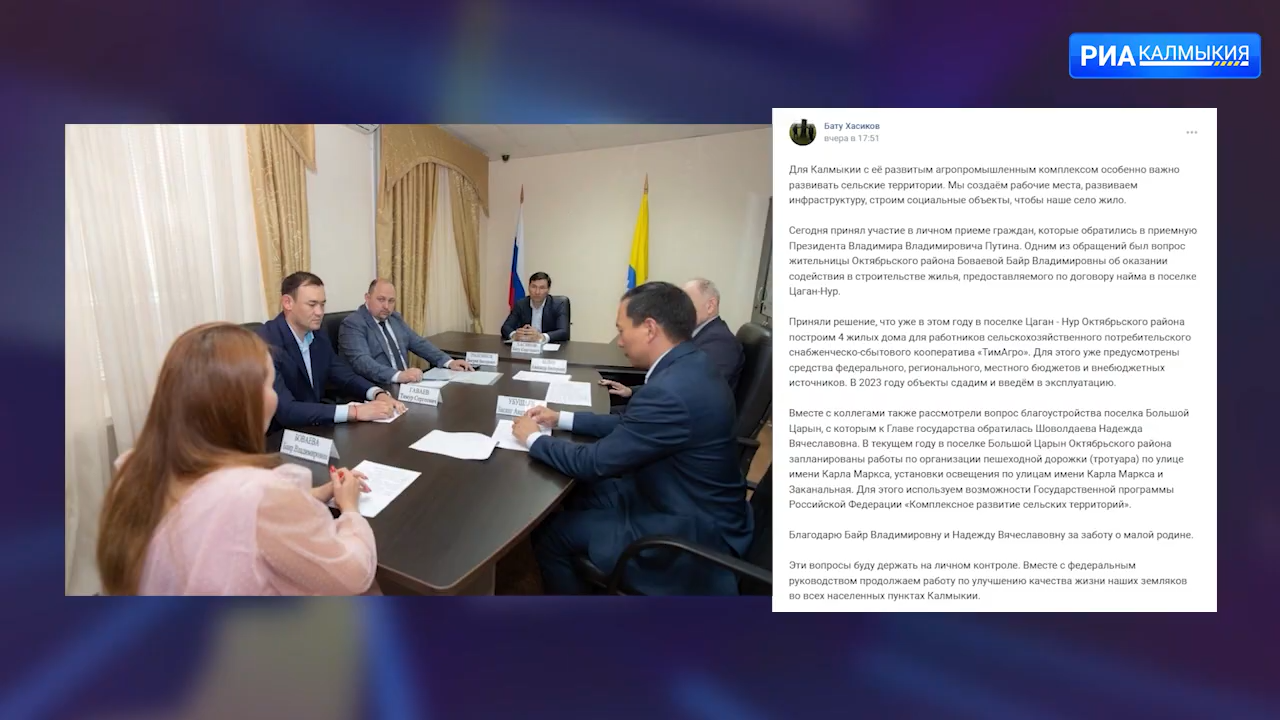 РИА КАЛМЫКИЯ
Бату Хасиков
вчера в 17:51
Для Калмыкии с её развитым агропромышленным комплексом особенно важно
развивать сельские территории. Мы создаём рабочие места, развиваем
инфраструктуру, строим социальные объекты, чтобы наше село жило.
Сегодня принял участие в личном приеме граждан, которые обратились в приемную
Президента Владимира Владимировича Путина. Одним из обращений был вопрос
жительницы Октябрьского района Боваевой Байр Владимировны об оказании
содействия в строительстве жилья, предоставляемого по договору найма в поселке
Цаган-Нур.
Приняли решение, что уже в этом году в поселке Цаган - Нур Октябрьского района
построим 4 жилых дома для работников сельскохозяйственного потребительского
снабженческо-сбытового кооператива «ТимАгро». Для этого уже предусмотрены
средства федерального, регионального, местного бюджетов и внебюджетных
источников. В 2023 году объекты сдадим и введём в эксплуатацию.
Вместе с коллегами также рассмотрели вопрос благоустройства поселка Большой
Царын, с которым к Главе государства обратилась Шоволдаева Надежда
Вячеславовна. В текущем году в поселке Большой Царын Октябрьского района
запланированы работы по организации пешеходной дорожки (тротуара) по улице
имени Карла Маркса, установки освещения по улицам имени Карла Маркса и
Заканальная. Для этого используем возможности Государственной программы
Российской Федерации «Комплексное развитие сельских территорий».
Благодарю Байр Владимировну и Надежду Вячеславовну за заботу о малой родине.
Эти вопросы буду держать на личном контроле. Вместе с федеральным
руководством продолжаем работу по улучшению качества жизни наших земляков
во всех населенных пунктах Калмыкии.
БОВАЕВА
Байр Владимировна
ГАВАЕВ
Тимур Сергеевич